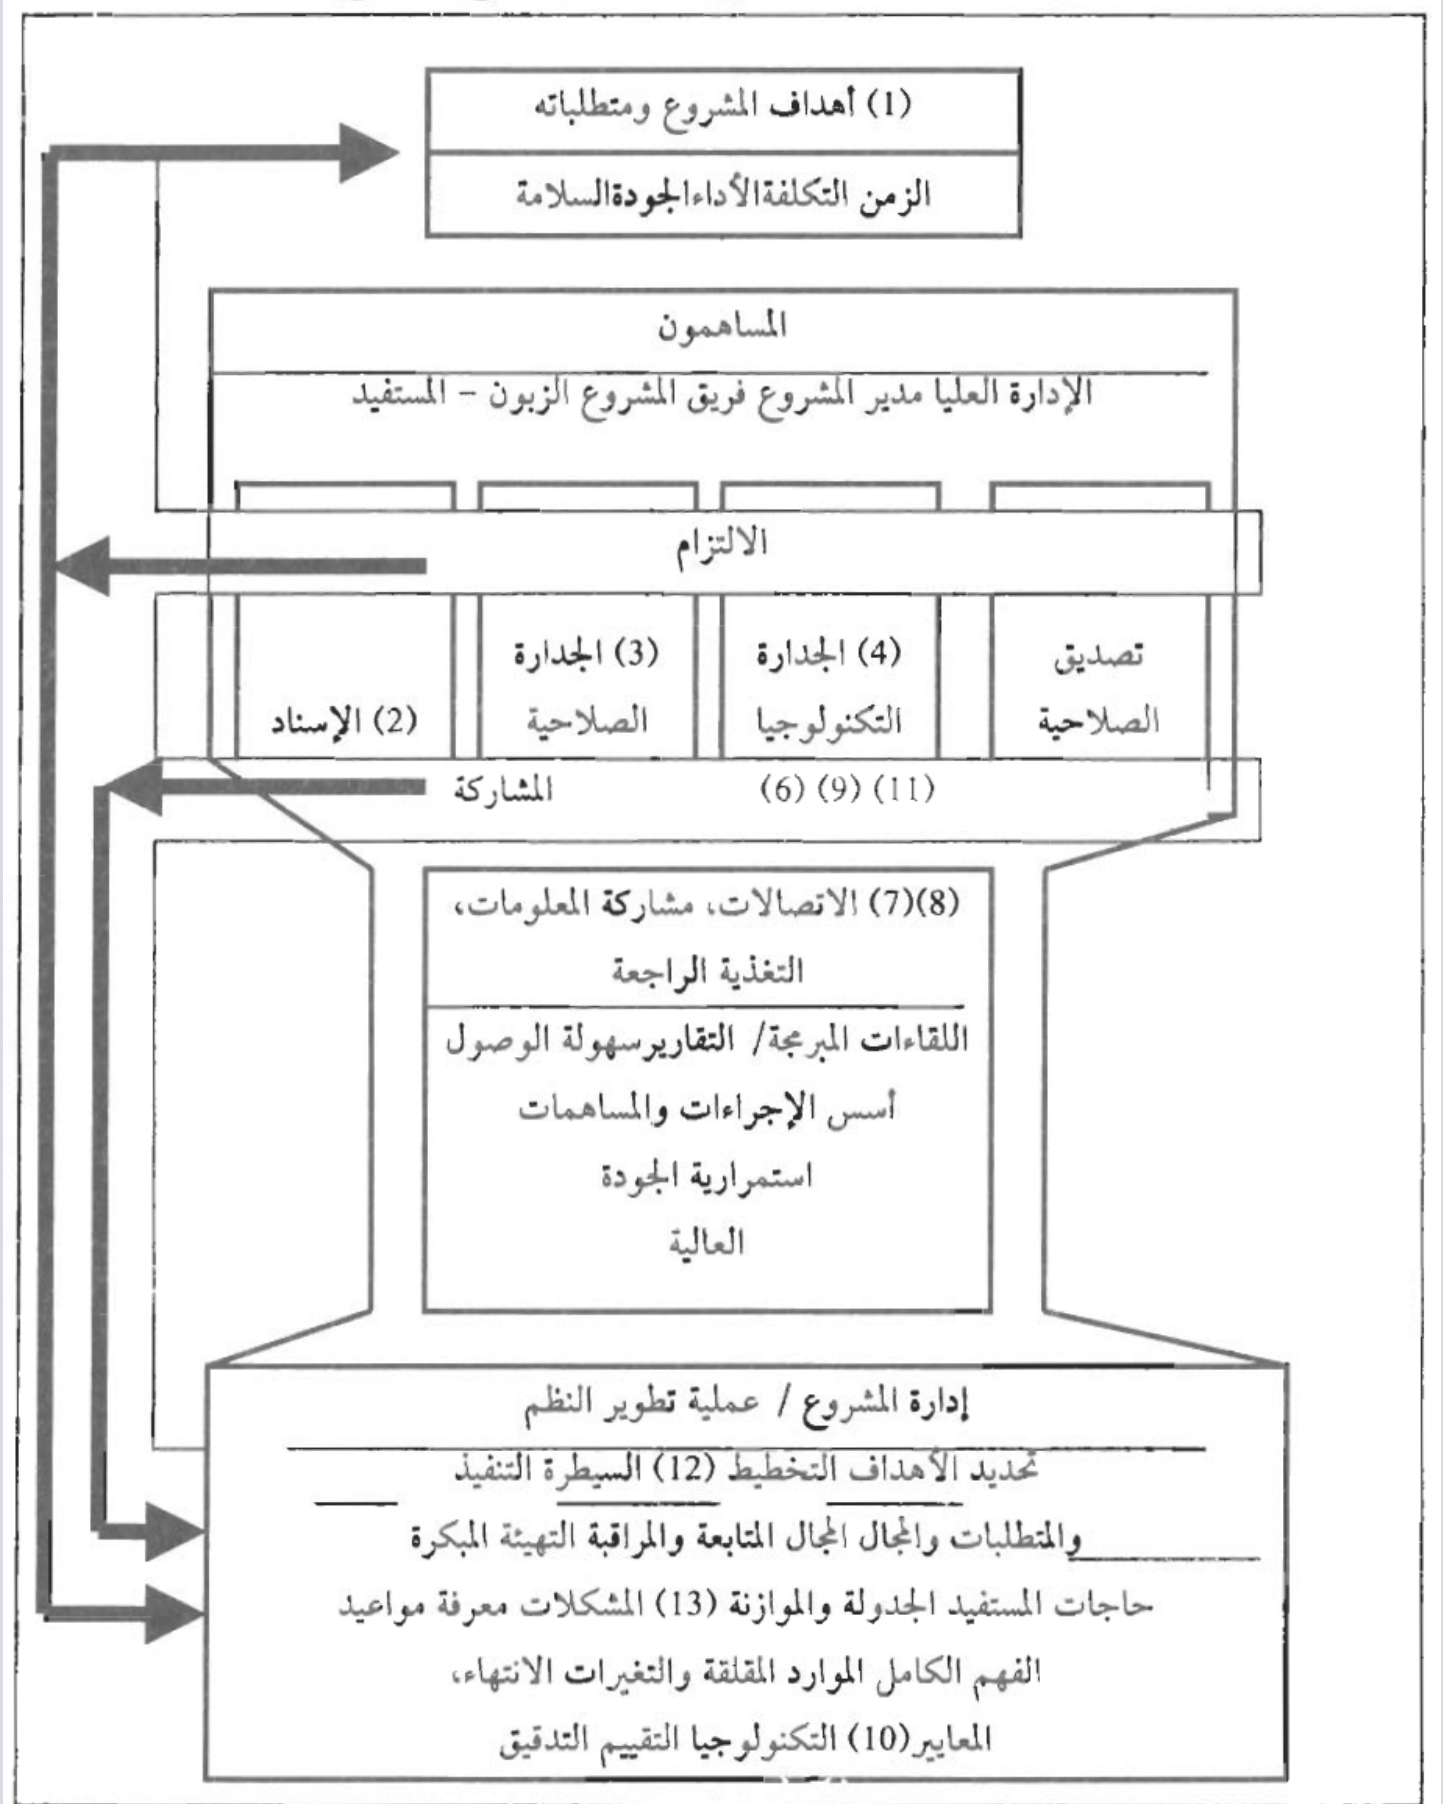 (1) أهداف المشروع ومتطلباته
الزمن التكلفةالأداءالجودةالسلامة
المساهمون
الإدارة العليا مدير المشروع فريق المشروع الزبون – المستفيد
الالتزام
تصديق
الصلاحية
(4) الجدارة
التكنولوجيا
(3) الجدارة
الصلاحية
(2) الإسناد
المشاركة (6) (9) (11)
(7)(8) الاتصالات، مشاركة المعلومات،
التغذية الراجعة
اللقاءات المبرمجة/ التقاريرسهولة الوصول
أسس الإجراءات والمساهمات
استمرارية الجودة
العالية
إدارة المشروع / عملية تطوير النظم
تحديد الأهداف التخطيط (12) السيطرة التنفيذ
والمتطلبات والمجال المجال المتابعة والمراقبة التهيئة المبكرة
حاجات المستفيد الجدولة والموازنة (13) المشكلات معرفة مواعيد
الفهم الكامل الموارد المقلقة والتغيرات الانتهاء،
المعايير(10) التكنولوجيا التقييم التدقيق